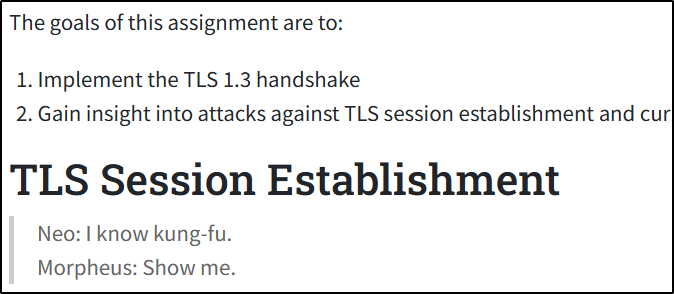 The goals of this assignment are to:
1. Implement the TLS 1.3 handshake
2. Gain insight into attacks against TLS session establishment and cur
TLS Session Establishment
Neo: I know kung-fu.
Morpheus: Show me.